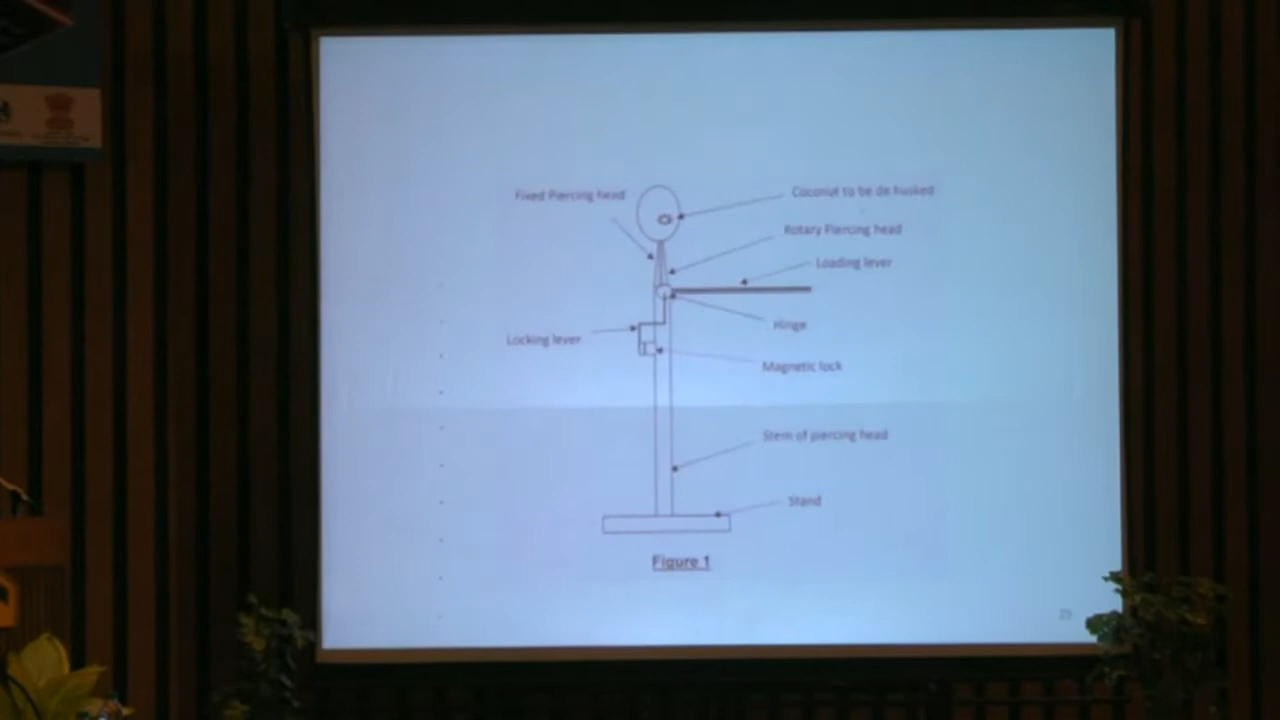 Fixed Piercing head
Coconut to be de husked
Rotary Piercing head
Loading lever
Hinge
Locking lever
Magnetic lock
Stem of piercing head
Stand
Figure 1
25